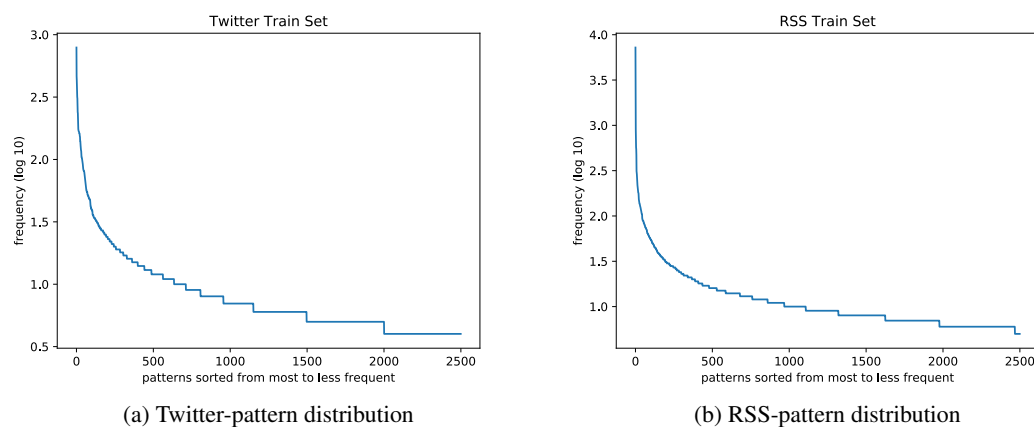 Twitter Train Set
3.0
2.5
2.0
1.5
1.0
0.5
frequency (log 10)
0 500 1000 1500 2000 2500
patterns sorted from most to less frequent
(a) Twitter-pattern distribution
RSS Train Set
4.0
3.5
3.0
2.5
2.0
1.5
1.0
frequency (log 10)
0 500 1000 1500 2000 2500
patterns sorted from most to less frequent
(b) RSS-pattern distribution